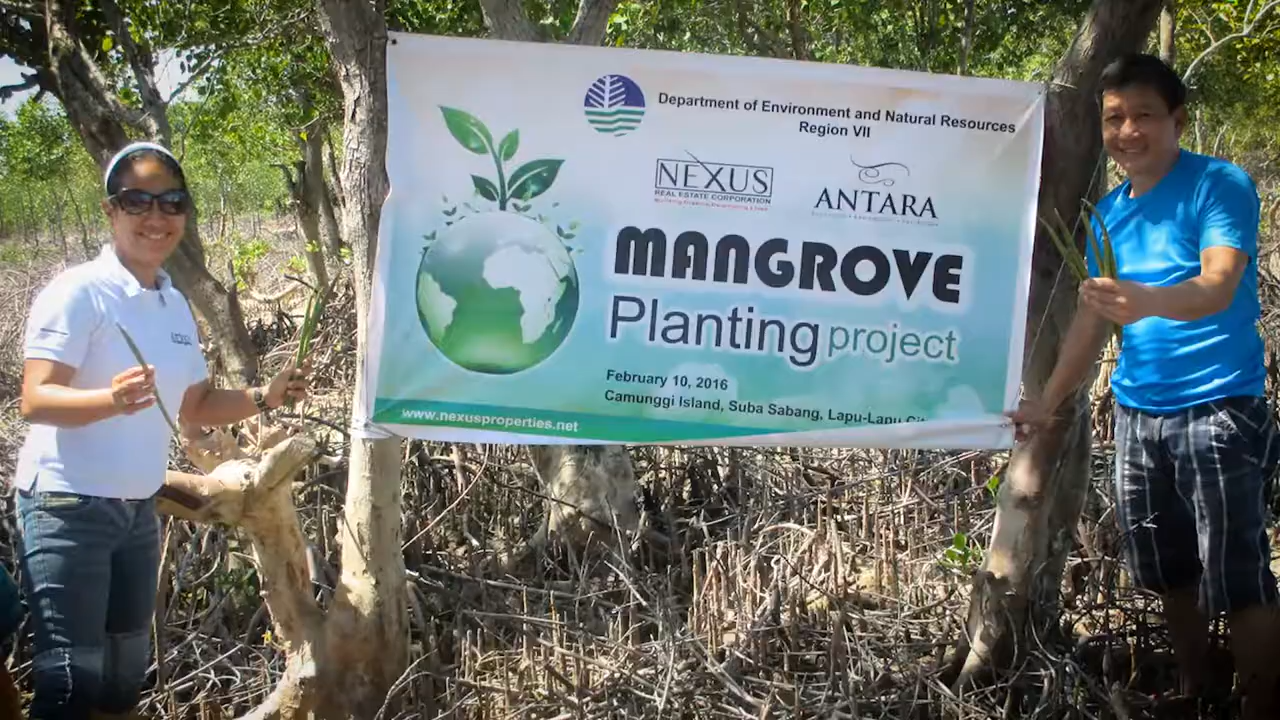 Department of Environment and Natural Resources
Region VII
NEXUS
REAL ESTATE CORPORATION
ANTARA
MANGROVE
Planting project
February 10, 2016
Camunggi Island, Suba Sabang, Lapu-Lapu
www.nexusproperties.net